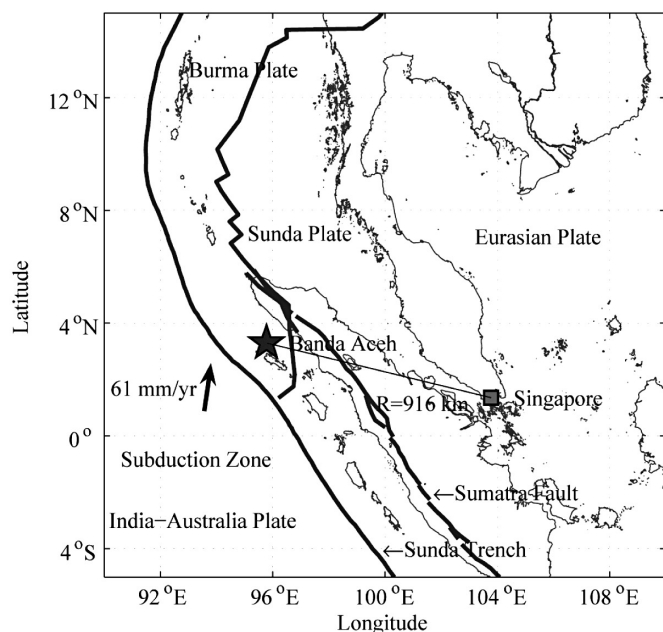 Burma Plate
12°N
8°N
Sunda Plate
Eurasian Plate
Latitude
4°N
Banda Aceh
61 mm/yr
R=916 km
Singapore
0°
Subduction Zone
←Sumatra Fault
India−Australia Plate
4°S
←Sunda Trench
92°E
96°E
100°E
104°E
108°E
Longitude